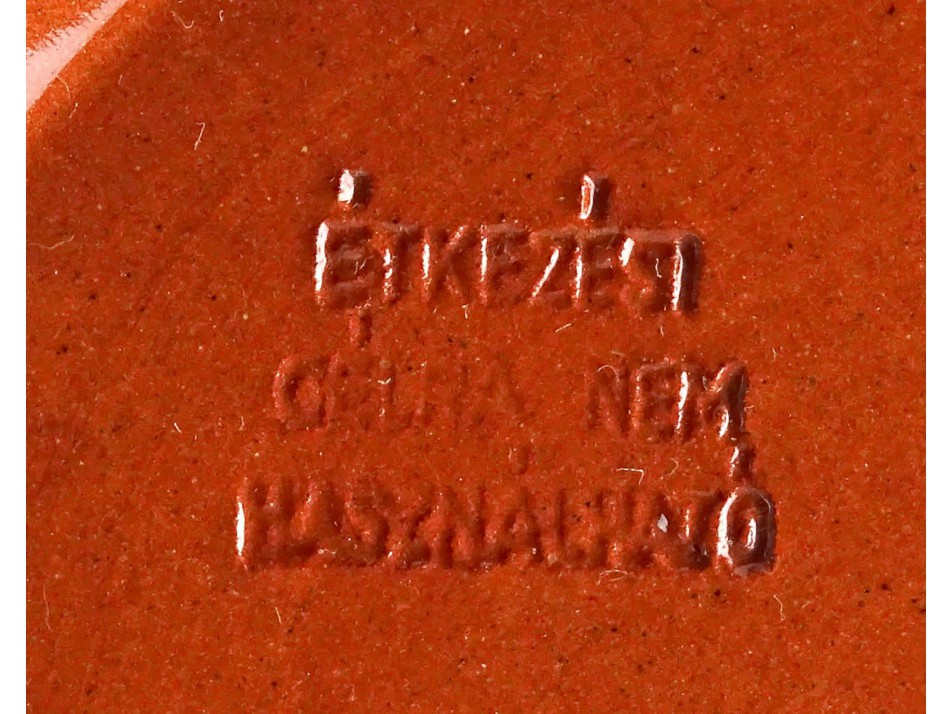 ÉTKEZÉSI
CÉLRA NEM
HASZNÁLHATÓ